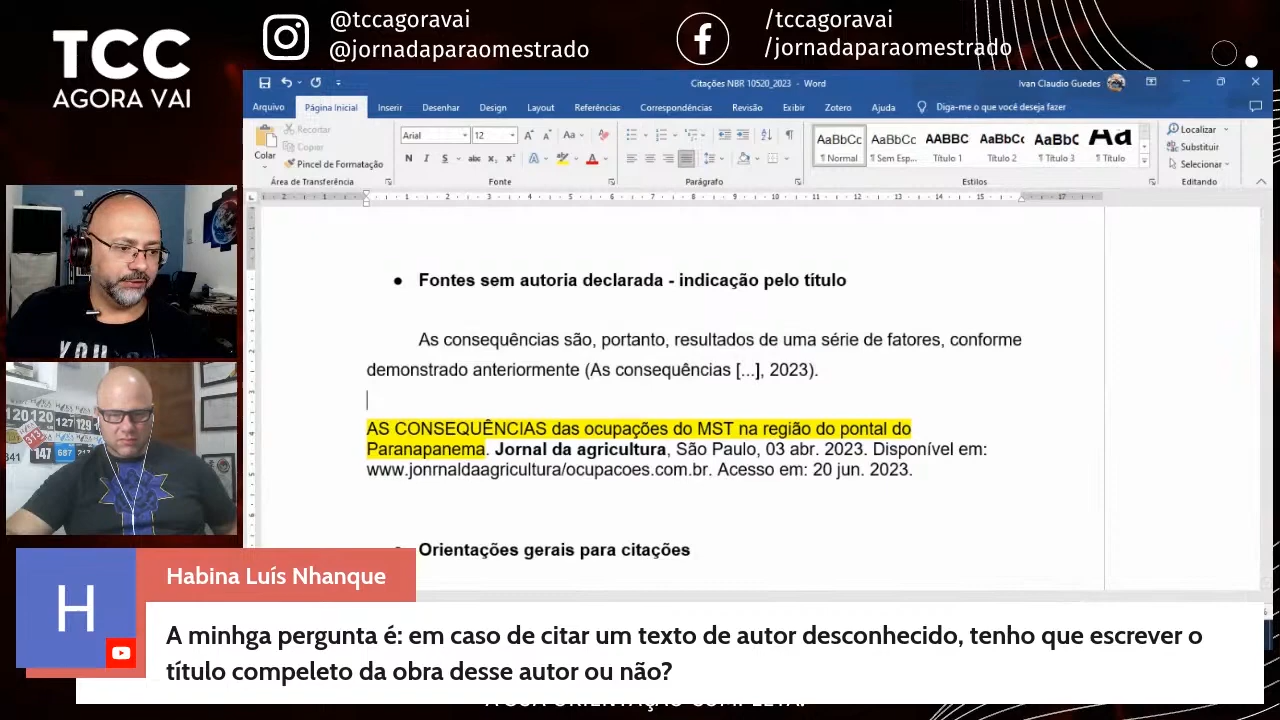 TCC
AGORA VAI
@tccagoravai
@jornadaparaomestrado
/tccagoravai
/jornadaparaomestrado
Citações NBR 10520_2023 - Word
Ivan Claudio Guedes
Arquivo Página Inicial Inserir Desenhar Design Layout Referências Correspondências Revisão Exibir Zotero Ajuda Diga-me o que você deseja fazer
Colar
Recortar
Copiar
Pincel de Formatação
Área de Transferência
Arial 12
N I S abc x₂ x²
Fonte
Parágrafo
AaBbCc AaBbCc AABBC AaBbCc AaBbC AaB
¶ Normal ¶ Sem Esp... Título 1 Título 2 ¶ Título 3 ¶ Título
Estilos
Localizar
Substituir
Selecionar
Editando
• Fontes sem autoria declarada - indicação pelo título
As consequências são, portanto, resultados de uma série de fatores, conforme
demonstrado anteriormente (As consequências [...], 2023).
AS CONSEQUÊNCIAS das ocupações do MST na região do pontal do
Paranapanema. Jornal da agricultura, São Paulo, 03 abr. 2023. Disponível em:
www.jonrnaldaagricultura/ocupacoes.com.br. Acesso em: 20 jun. 2023.
Orientações gerais para citações
H
Habina Luís Nhanque
A minhga pergunta é: em caso de citar um texto de autor desconhecido, tenho que escrever o
título compeleto da obra desse autor ou não?